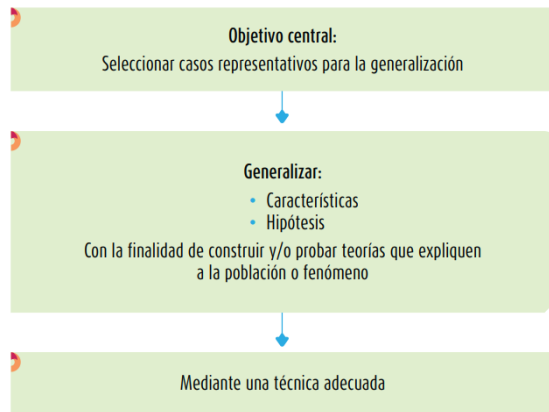 Objetivo central:
Seleccionar casos representativos para la generalización
Generalizar:
• Características
• Hipótesis
Con la finalidad de construir y/o probar teorías que expliquen
a la población o fenómeno
Mediante una técnica adecuada